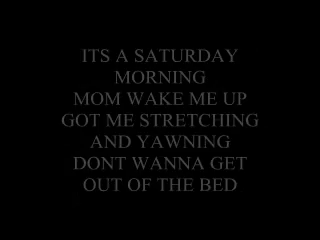 ITS A SATURDAY
MORNING
MOM WAKE ME UP
GOT ME STRETCHING
AND YAWNING
DONT WANNA GET
OUT OF THE BED